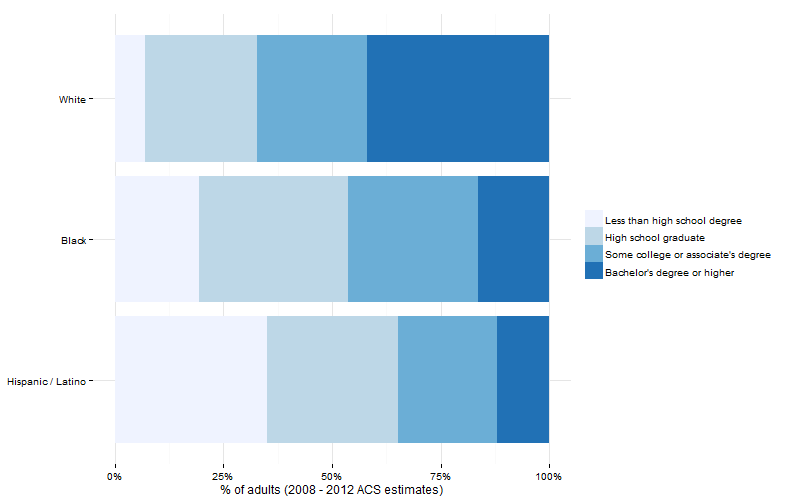 White
Black
Hispanic / Latino
0% 25% 50% 75% 100%
% of adults (2008 - 2012 ACS estimates)
Less than high school degree
High school graduate
Some college or associate's degree
Bachelor's degree or higher